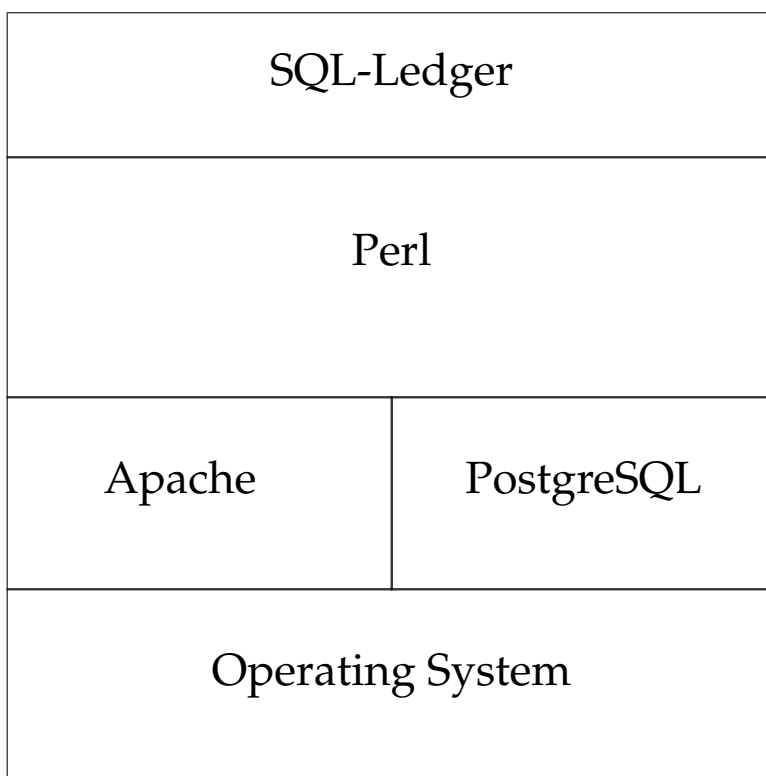 SQL-Ledger
Perl
Apache
PostgreSQL
Operating System